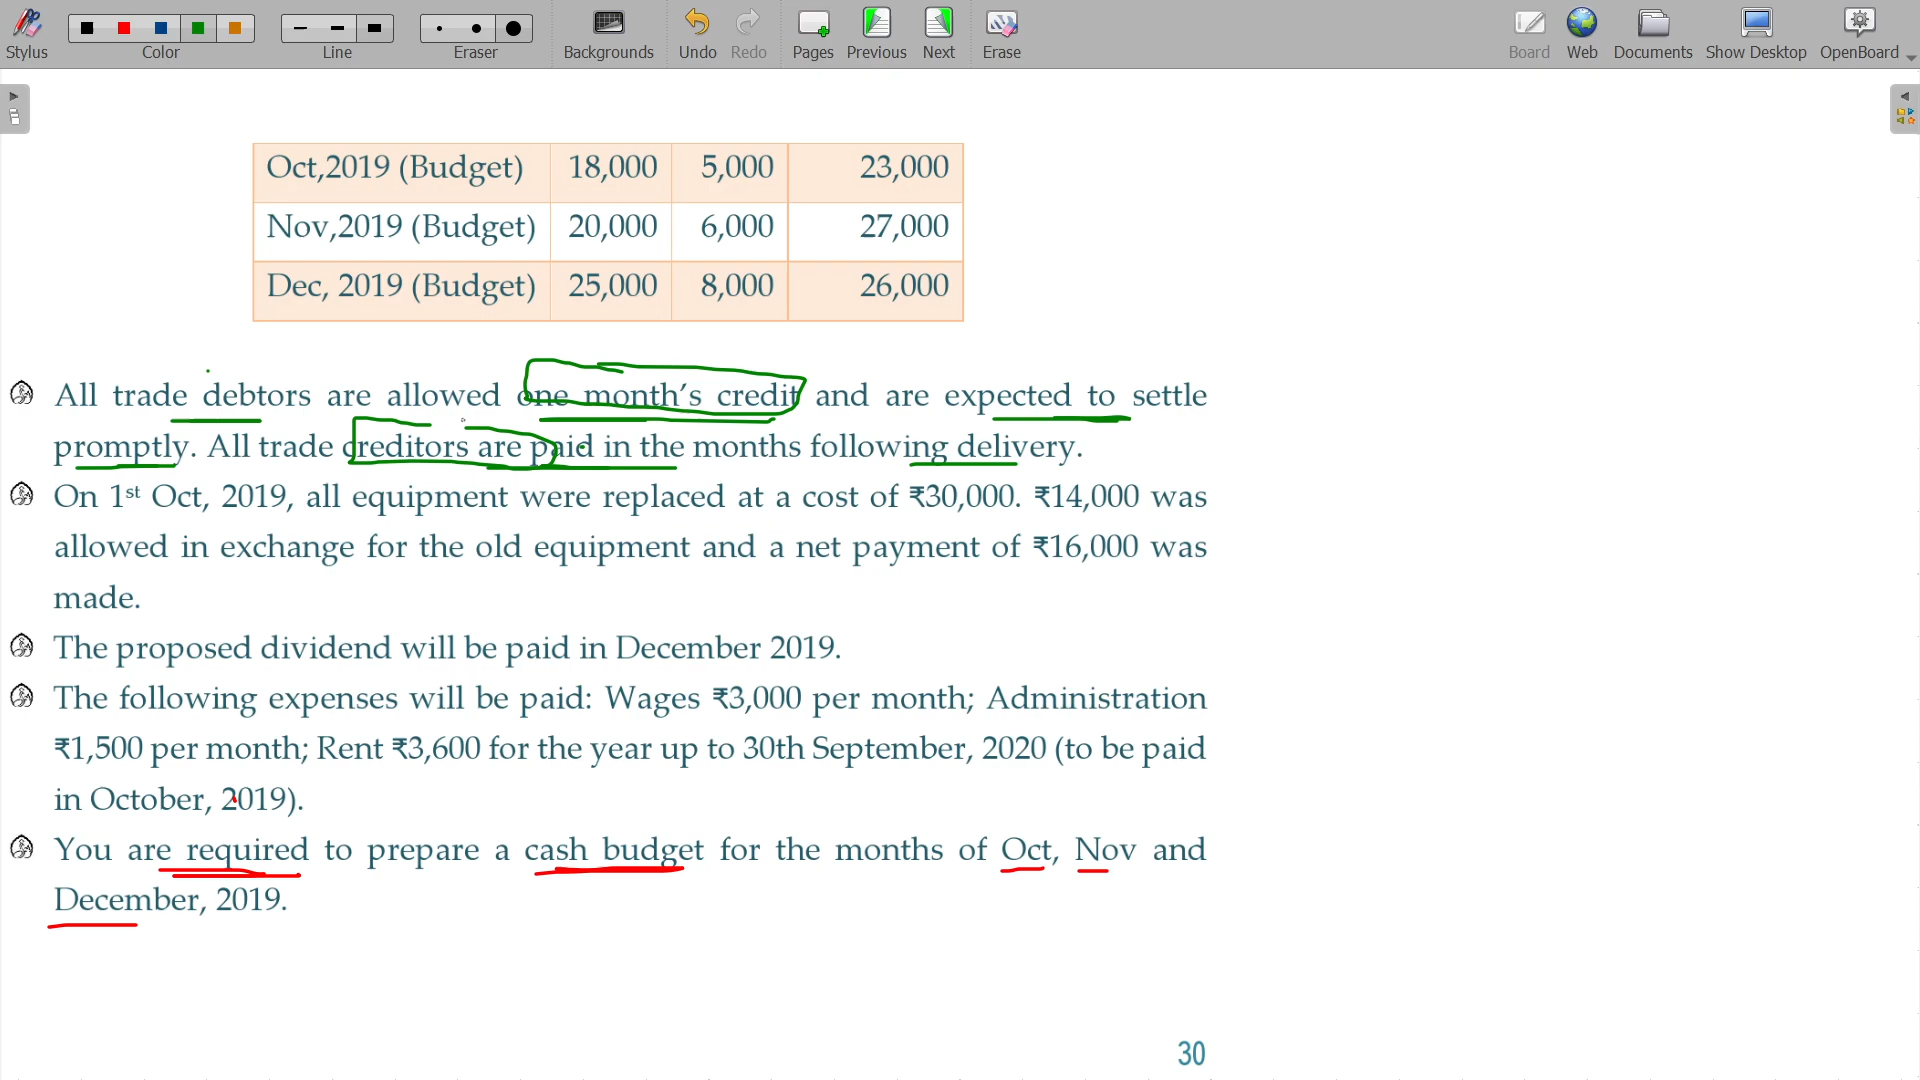 Stylus
Color
Line
Eraser
Backgrounds
Undo
Redo
Pages
Previous
Next
Erase
Board
Web
Documents
Show Desktop
OpenBoard
Oct,2019 (Budget) 18,000 5,000 23,000
Nov,2019 (Budget) 20,000 6,000 27,000
Dec, 2019 (Budget) 25,000 8,000 26,000
All trade debtors are allowed one month's credit and are expected to settle
promptly. All trade creditors are paid in the months following delivery.
On 1st Oct, 2019, all equipment were replaced at a cost of ₹30,000. ₹14,000 was
allowed in exchange for the old equipment and a net payment of ₹16,000 was
made.
The proposed dividend will be paid in December 2019.
The following expenses will be paid: Wages ₹3,000 per month; Administration
₹1,500 per month; Rent ₹3,600 for the year up to 30th September, 2020 (to be paid
in October, 2019).
You are required to prepare a cash budget for the months of Oct, Nov and
December, 2019.
30